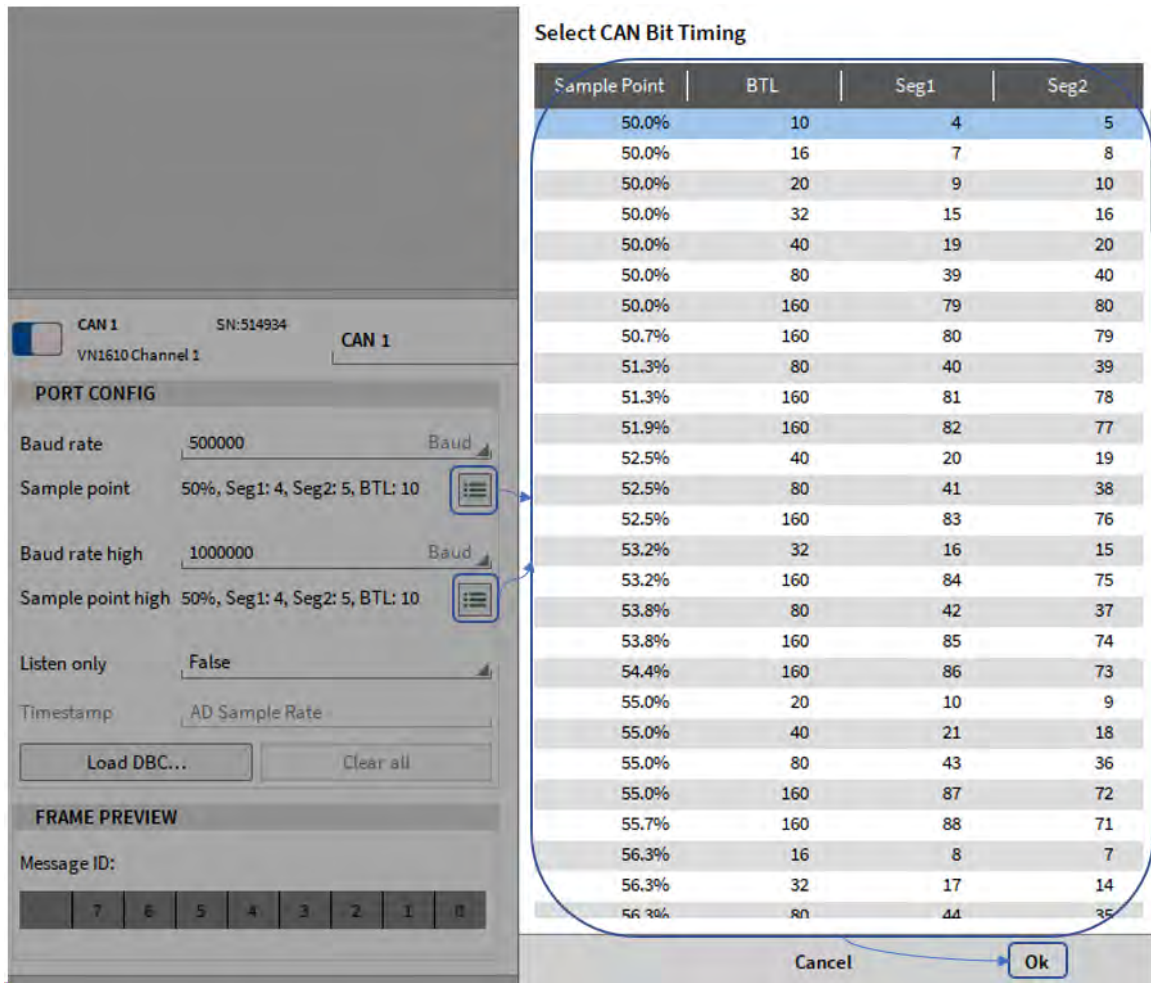 Select CAN Bit Timing
Sample Point BTL Seg1 Seg2
50.0% 10 4 5
50.0% 16 7 8
50.0% 20 9 10
50.0% 32 15 16
50.0% 40 19 20
50.0% 80 39 40
50.0% 160 79 80
50.7% 160 80 79
51.3% 80 40 39
51.3% 160 81 78
51.9% 160 82 77
52.5% 40 20 19
52.5% 80 41 38
52.5% 160 83 76
53.2% 32 16 15
53.2% 160 84 75
53.8% 80 42 37
53.8% 160 85 74
54.4% 160 86 73
55.0% 20 10 9
55.0% 40 21 18
55.0% 80 43 36
55.0% 160 87 72
55.7% 160 88 71
56.3% 16 8 7
56.3% 32 17 14
56.3% 80 44 35
Cancel Ok
CAN 1 SN:514934
CAN 1
VN1610 Channel 1
PORT CONFIG
Baud rate 500000 Baud
Sample point 50%, Seg1: 4, Seg2: 5, BTL: 10
Baud rate high 1000000 Baud
Sample point high 50%, Seg1: 4, Seg2: 5, BTL: 10
Listen only False
Timestamp AD Sample Rate
Load DBC... Clear all
FRAME PREVIEW
Message ID:
7 6 5 4 3 2 1 0